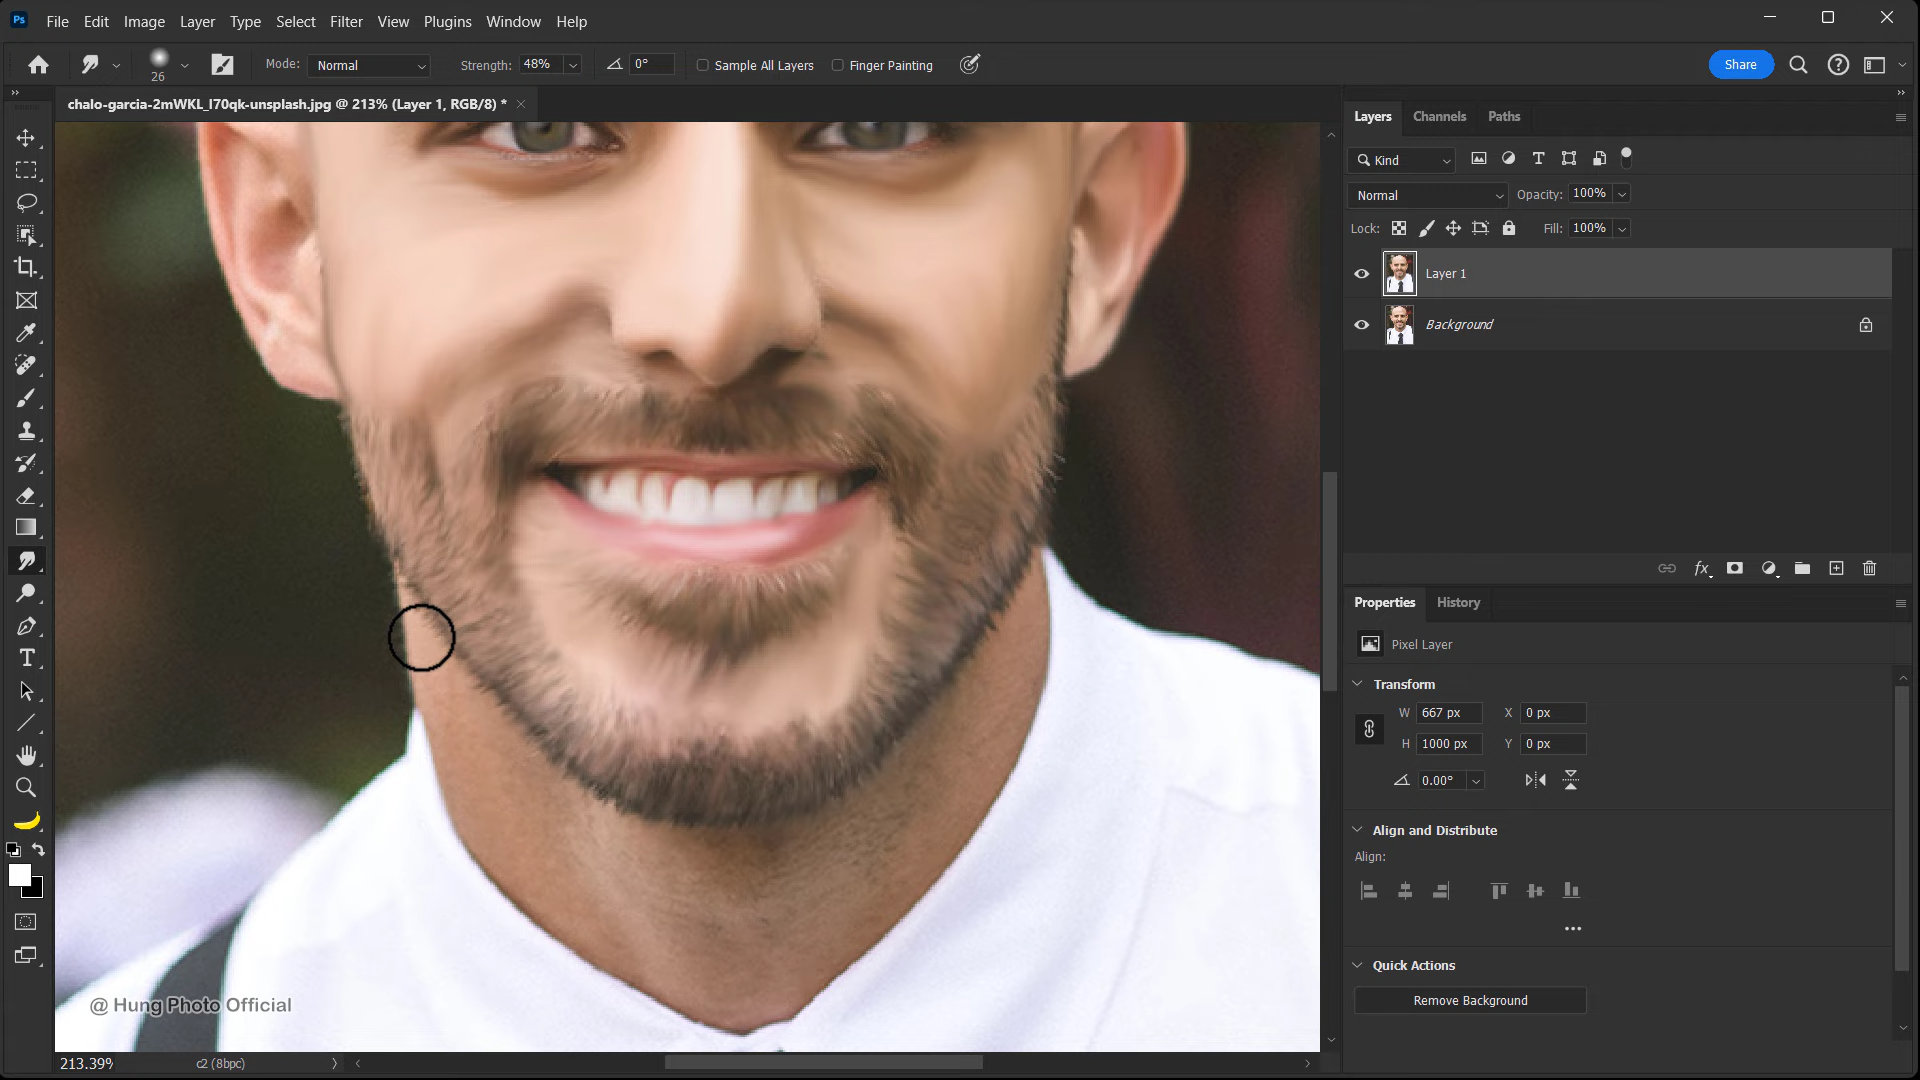 Ps File Edit Image Layer Type Select Filter View Plugins Window Help
26 Mode: Normal Strength: 48% 0° Sample All Layers Finger Painting Share
chalo-garcia-2mWKL_I70qk-unsplash.jpg @ 213% (Layer 1, RGB/8) *
Layers Channels Paths
Kind
Normal Opacity: 100%
Lock: Fill: 100%
Layer 1
Background
fx
Properties History
Pixel Layer
Transform
W 667 px X 0 px
H 1000 px Y 0 px
0.00°
Align and Distribute
Align:
Quick Actions
Remove Background
@ Hung Photo Official
213.39% c2 (8bpc)